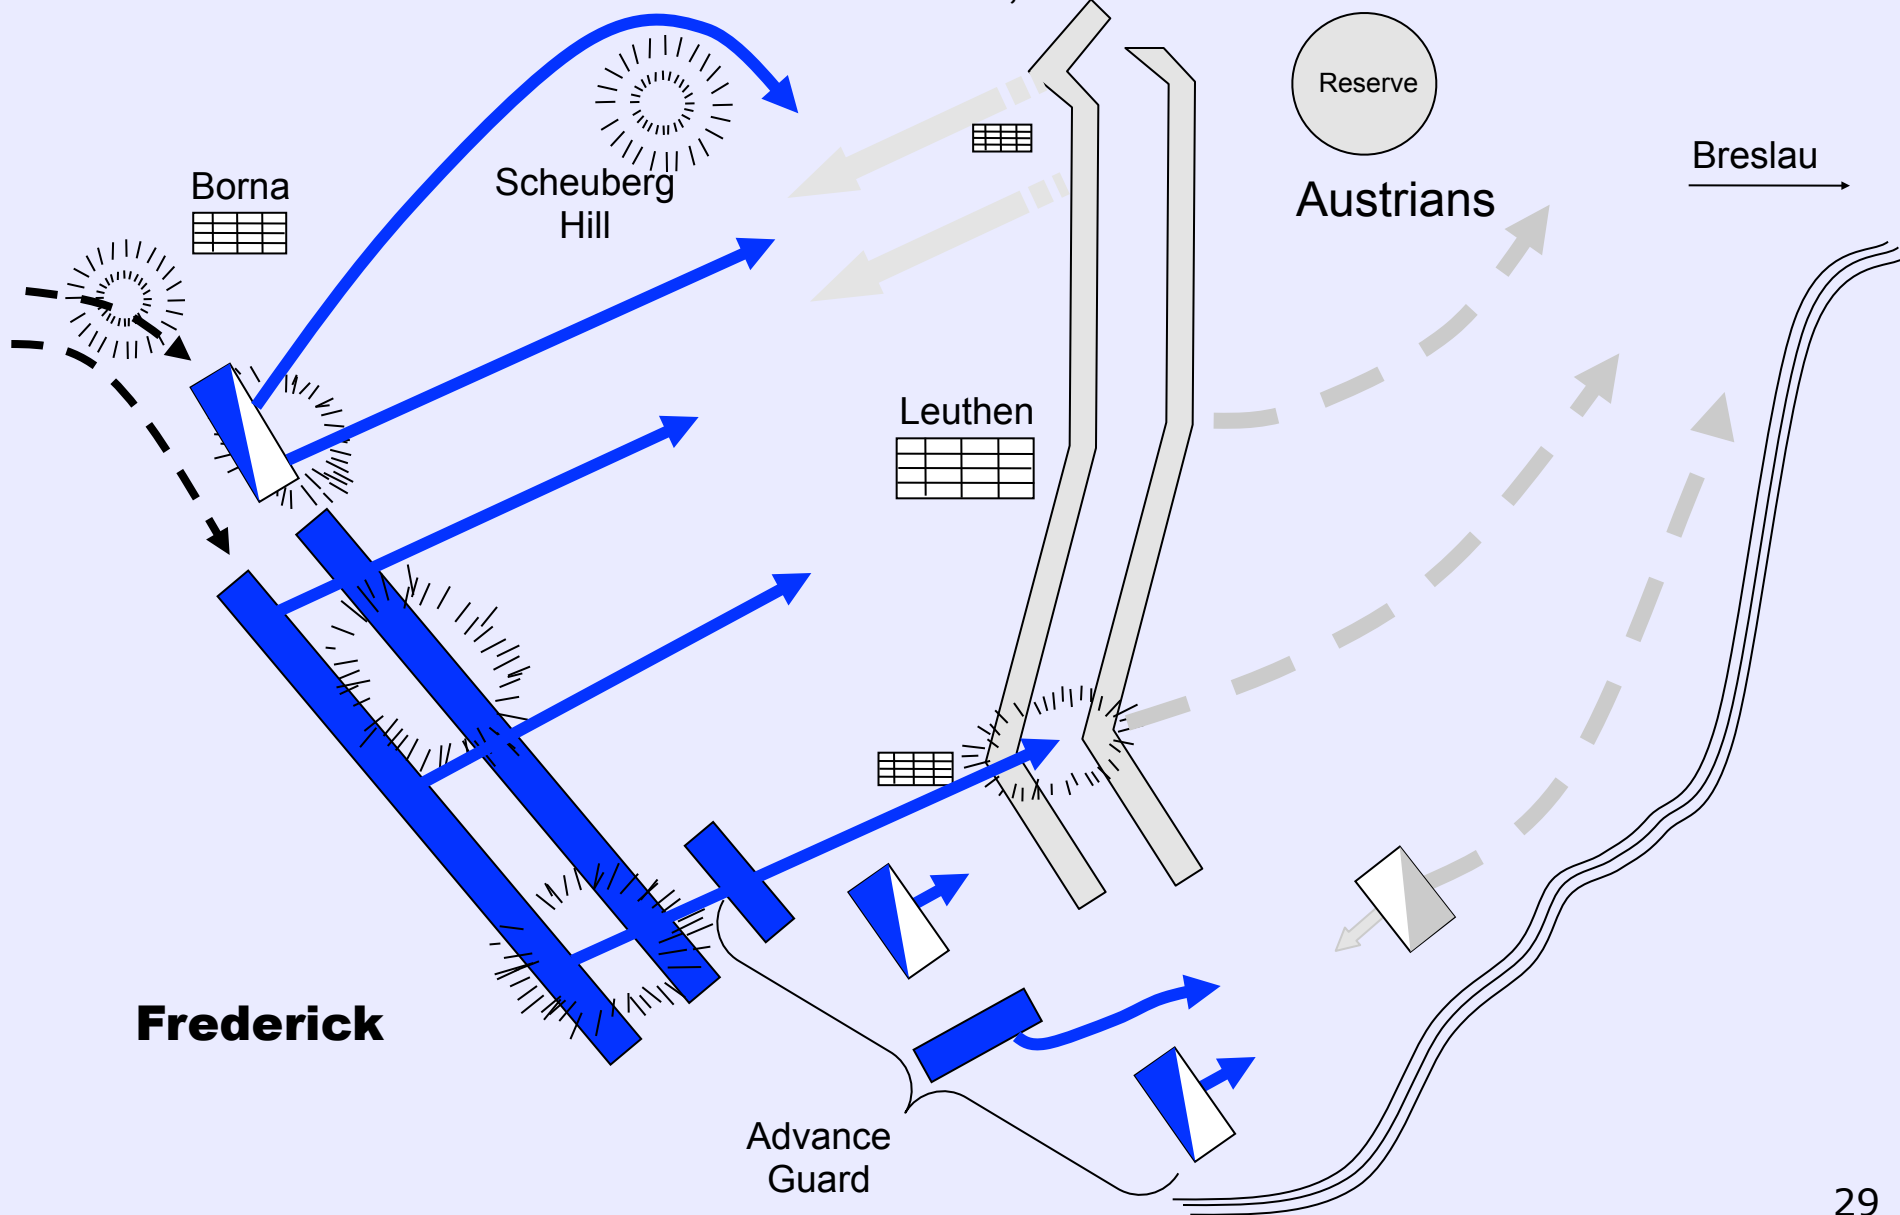 Reserve
Breslau
Austrians
Borna
Scheuberg
Hill
Leuthen
Frederick
Advance
Guard
29